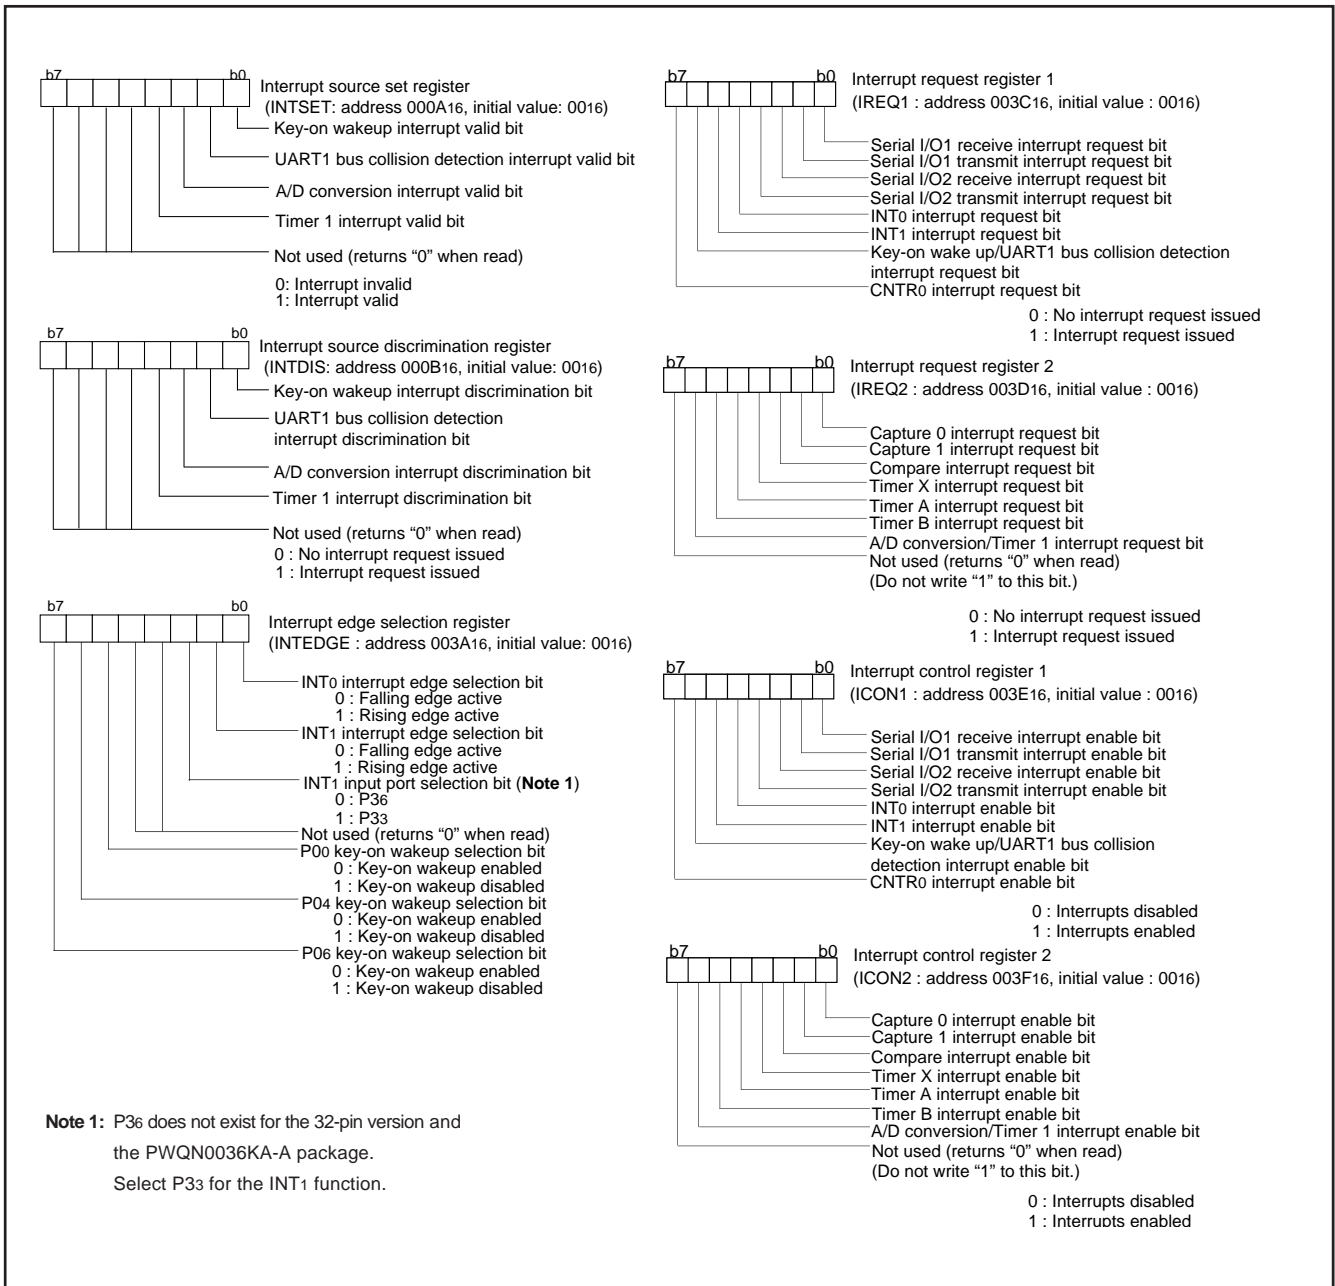 b7 b0
Interrupt source set register
(INTSET: address 000A16, initial value: 0016)
Key-on wakeup interrupt valid bit
UART1 bus collision detection interrupt valid bit
A/D conversion interrupt valid bit
Timer 1 interrupt valid bit
Not used (returns “0” when read)
0: Interrupt invalid
1: Interrupt valid
b7 b0
Interrupt source discrimination register
(INTDIS: address 000B16, initial value: 0016)
Key-on wakeup interrupt discrimination bit
UART1 bus collision detection
interrupt discrimination bit
A/D conversion interrupt discrimination bit
Timer 1 interrupt discrimination bit
Not used (returns “0” when read)
0 : No interrupt request issued
1 : Interrupt request issued
b7 b0
Interrupt edge selection register
(INTEDGE : address 003A16, initial value: 0016)
INT0 interrupt edge selection bit
0 : Falling edge active
1 : Rising edge active
INT1 interrupt edge selection bit
0 : Falling edge active
1 : Rising edge active
INT1 input port selection bit (Note 1)
0 : P36
1 : P33
Not used (returns “0” when read)
P00 key-on wakeup selection bit
0 : Key-on wakeup enabled
1 : Key-on wakeup disabled
P04 key-on wakeup selection bit
0 : Key-on wakeup enabled
1 : Key-on wakeup disabled
P06 key-on wakeup selection bit
0 : Key-on wakeup enabled
1 : Key-on wakeup disabled
Note 1: P36 does not exist for the 32-pin version and
the PWQN0036KA-A package.
Select P33 for the INT1 function.
b7 b0
Interrupt request register 1
(IREQ1 : address 003C16, initial value : 0016)
Serial I/O1 receive interrupt request bit
Serial I/O1 transmit interrupt request bit
Serial I/O2 receive interrupt request bit
Serial I/O2 transmit interrupt request bit
INT0 interrupt request bit
INT1 interrupt request bit
Key-on wake up/UART1 bus collision detection
interrupt request bit
CNTR0 interrupt request bit
0 : No interrupt request issued
1 : Interrupt request issued
b7 b0
Interrupt request register 2
(IREQ2 : address 003D16, initial value : 0016)
Capture 0 interrupt request bit
Capture 1 interrupt request bit
Compare interrupt request bit
Timer X interrupt request bit
Timer A interrupt request bit
Timer B interrupt request bit
A/D conversion/Timer 1 interrupt request bit
Not used (returns “0” when read)
(Do not write “1” to this bit.)
0 : No interrupt request issued
1 : Interrupt request issued
b7 b0
Interrupt control register 1
(ICON1 : address 003E16, initial value : 0016)
Serial I/O1 receive interrupt enable bit
Serial I/O1 transmit interrupt enable bit
Serial I/O2 receive interrupt enable bit
Serial I/O2 transmit interrupt enable bit
INT0 interrupt enable bit
INT1 interrupt enable bit
Key-on wake up/UART1 bus collision
detection interrupt enable bit
CNTR0 interrupt enable bit
0 : Interrupts disabled
1 : Interrupts enabled
b7 b0
Interrupt control register 2
(ICON2 : address 003F16, initial value : 0016)
Capture 0 interrupt enable bit
Capture 1 interrupt enable bit
Compare interrupt enable bit
Timer X interrupt enable bit
Timer A interrupt enable bit
Timer B interrupt enable bit
A/D conversion/Timer 1 interrupt enable bit
Not used (returns “0” when read)
(Do not write “1” to this bit.)
0 : Interrupts disabled
1 : Interrupts enabled